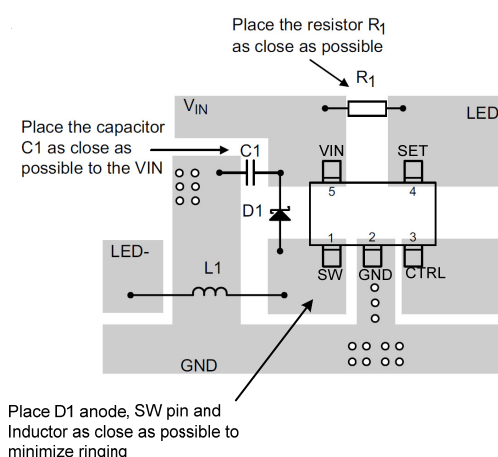 Place the resistor R1
as close as possible
R1
VIN
LED
Place the capacitor
C1 as close as
possible to the VIN
C1
VIN
SET
5
4
D1
1
2
3
LED-
SW
GND
CTRL
L1
GND
Place D1 anode, SW pin and
Inductor as close as possible to
minimize ringing